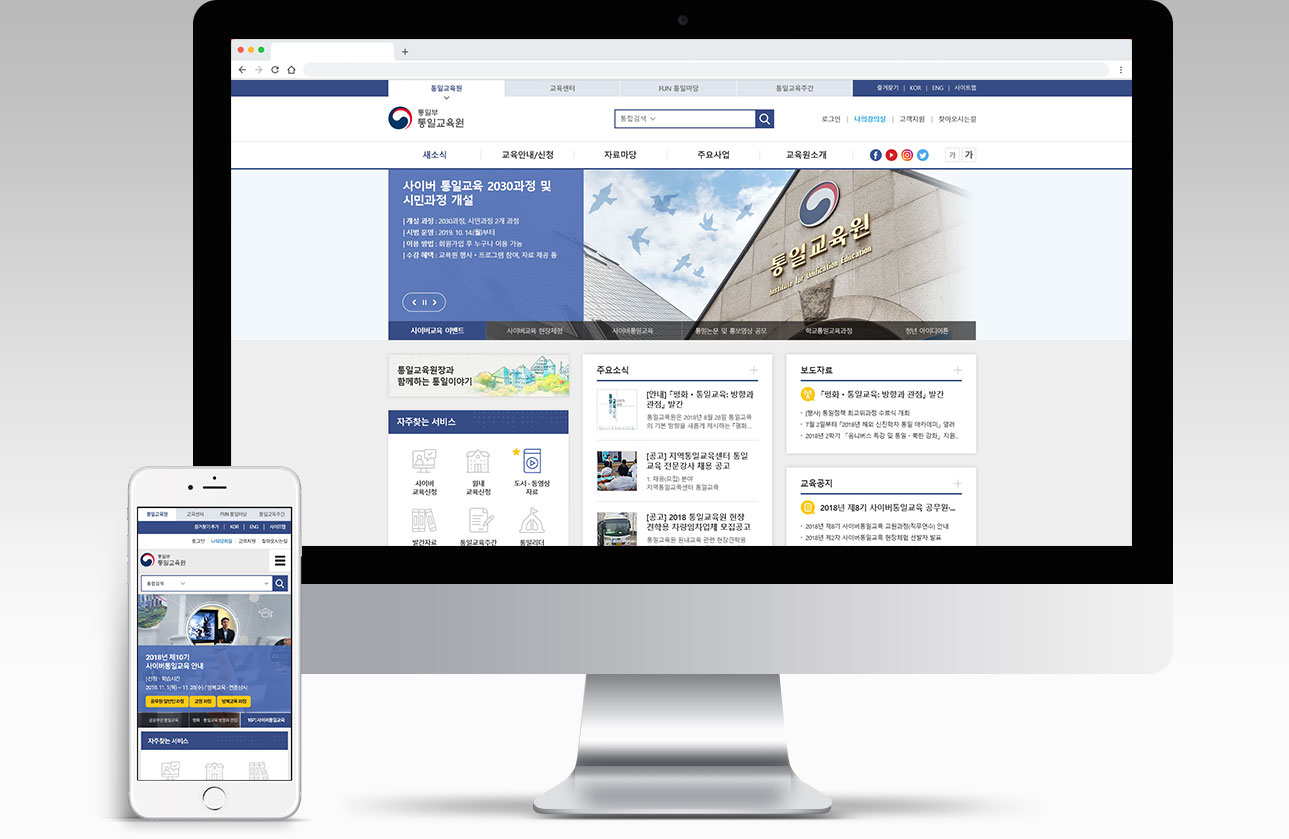 통일교육원
교육센터
FUN 통일마당
통일교육주간
즐겨찾기 | KOR | ENG | 사이트맵
통일부
통일교육원
통합검색
로그인 | 나의강의실 | 고객지원 | 찾아오시는길
새소식
교육안내/신청
자료마당
주요사업
교육원소개
가 가
사이버 통일교육 2030과정 및
시민과정 개설
| 개설 과정 : 2030과정, 시민과정 2개 과정
| 시범 운영 : 2019. 10. 14.(월)부터
| 이용 방법 : 회원가입 후 누구나 이용 가능
| 수강 혜택 : 교육원 행사・프로그램 참여, 자료 제공 등
통일교육원
Institute for Unification Education
사이버교육 이벤트
사이버교육 현장체험
사이버통일교육
통일논문 및 홍보영상 공모
학교통일교육과정
청년 아이디어톤
통일교육원장과
함께하는 통일이야기
자주찾는 서비스
사이버
교육신청
원내
교육신청
도서・동영상
자료
발간자료
통일교육주간
통일리더
주요소식
[안내]「평화・통일교육: 방향과
관점」 발간
통일교육원은 2018년 8월 28일 통일교육
의 기본 방향을 새롭게 제시하는 「평화...
[공고] 지역통일교육센터 통일
교육 전문강사 채용 공고
1. 채용(모집) 분야
지역통일교육센터 통일교육
[공고] 2018 통일교육원 현장
견학용 차량임차업체 모집공고
통일교육원 원내교육 관련 현장견학용
보도자료
「평화・통일교육: 방향과 관점」 발간
[행사] 통일정책 최고위과정 수료식 개최
7월 2일부터 「2018년 해외 신진학자 통일 아카데미」 열려
2018년 2학기 「옴니버스 특강 및 통일・북한 강좌」 지원..
교육공지
2018년 제8기 사이버통일교육 공무원...
2018년 제8기 사이버통일교육 교원과정(직무연수) 안내
2018년 제2차 사이버통일교육 현장체험 선발자 발표
통일교육원
교육센터
FUN 통일마당
통일교육주간
즐겨찾기 추가 | KOR | ENG | 사이트맵
로그인 | 나의강의실 | 고객지원 | 찾아오시는길
통일부
통일교육원
통합검색
2018년 제10기
사이버통일교육 안내
[신청・학습시간]
2018.11.1(목) ~ 11.28(수) / 방북교육・연중상시
공무원·일반인 과정
교원 과정
방북교육 과정
공공부문 통일교육
평화・통일교육 방향과 관점
10기 사이버통일교육
자주찾는 서비스